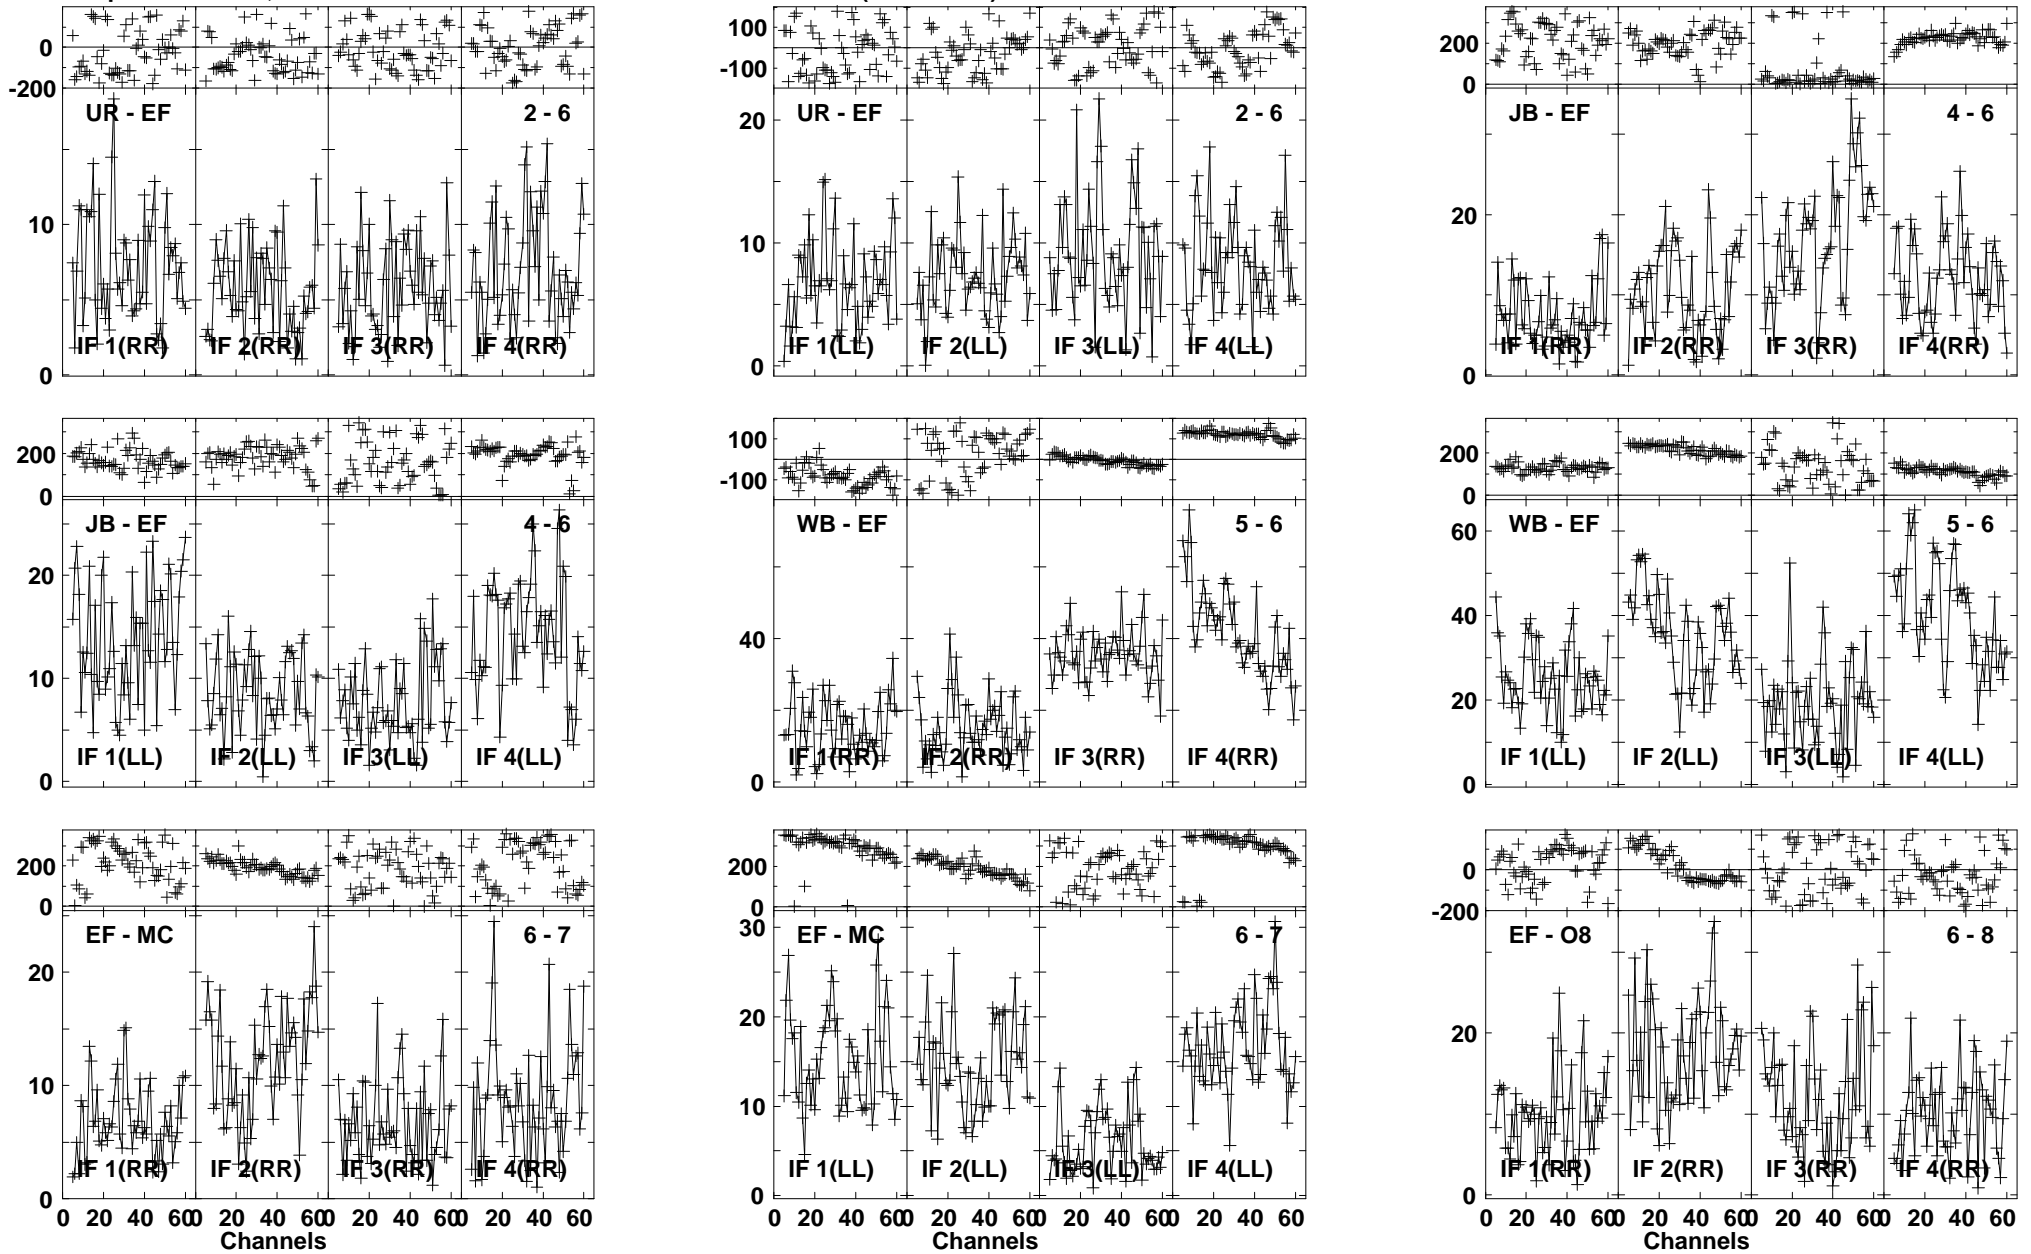 100
200
0
0
-100
-200
0
UR - EF 2 - 6
UR - EF 2 - 6
JB - EF 4 - 6
20
20
10
10
IF 1(RR) IF 2(RR) IF 3(RR) IF 4(RR)
IF 1(LL) IF 2(LL) IF 3(LL) IF 4(LL)
IF 1(RR) IF 2(RR) IF 3(RR) IF 4(RR)
0
0
0
200
100
200
0
-100
0
JB - EF 4 - 6
WB - EF 5 - 6
WB - EF 5 - 6
60
20
40
40
10
20
IF 1(LL) IF 2(LL) IF 3(LL) IF 4(LL)
IF 1(RR) IF 2(RR) IF 3(RR) IF 4(RR)
IF 1(LL) IF 2(LL) IF 3(LL) IF 4(LL)
0
0
0
200
200
0
0
0
-200
EF - MC 6 - 7
EF - MC 6 - 7
EF - O8 6 - 8
30
20
20
20
10
10
IF 1(RR) IF 2(RR) IF 3(RR) IF 4(RR)
IF 1(LL) IF 2(LL) IF 3(LL) IF 4(LL)
IF 1(RR) IF 2(RR) IF 3(RR) IF 4(RR)
0
0
0
0 20 40 60 0 20 40 60 0 20 40 60 0 20 40 60
0 20 40 60 0 20 40 60 0 20 40 60 0 20 40 60
0 20 40 60 0 20 40 60 0 20 40 60 0 20 40 60
Channels
Channels
Channels